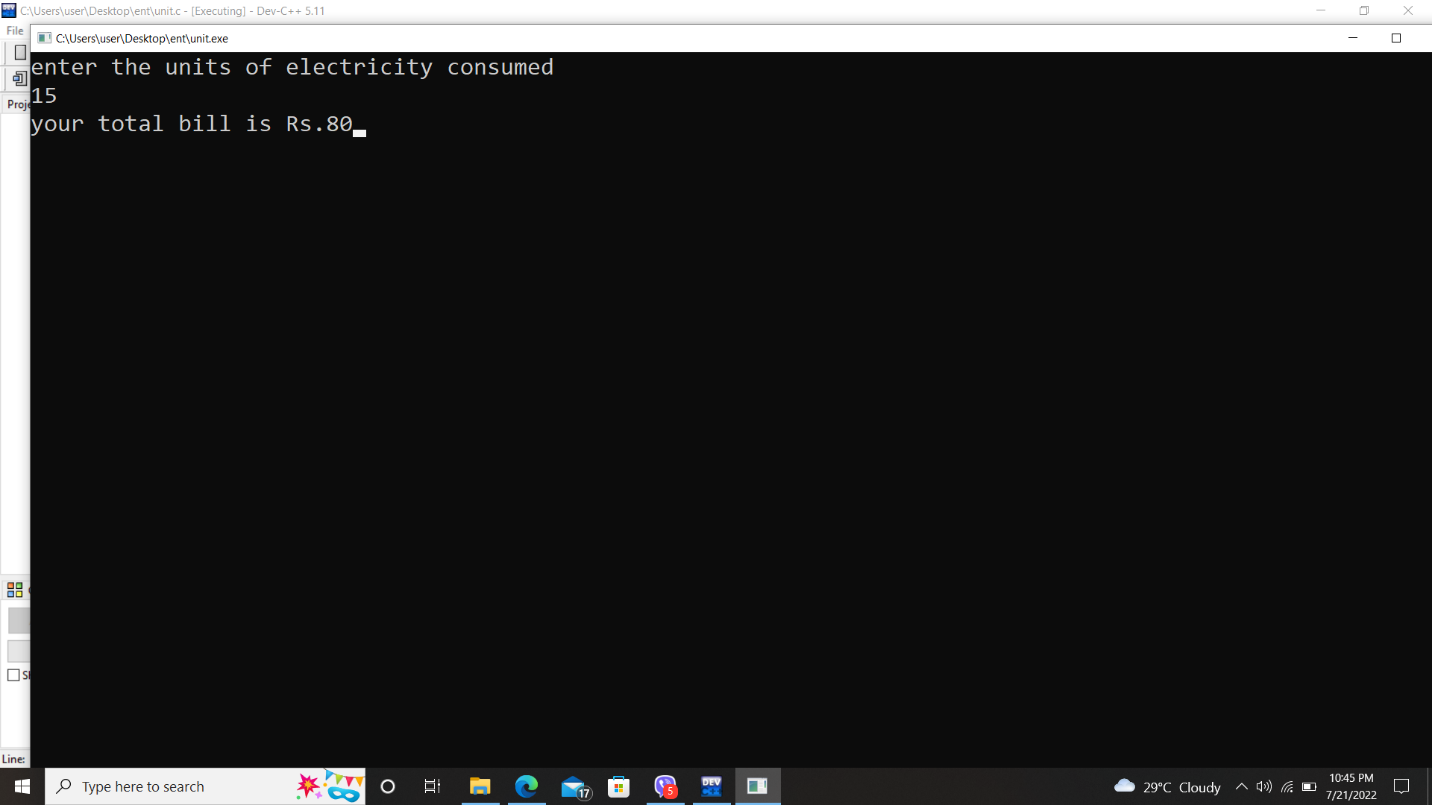 C:\Users\user\Desktop\ent\unit.c - [Executing] - Dev-C++ 5.11
File
C:\Users\user\Desktop\ent\unit.exe
enter the units of electricity consumed
15
Proje
your total bill is Rs.80
Line:
Type here to search
17
5
DEV
29°C Cloudy
10:45 PM
7/21/2022